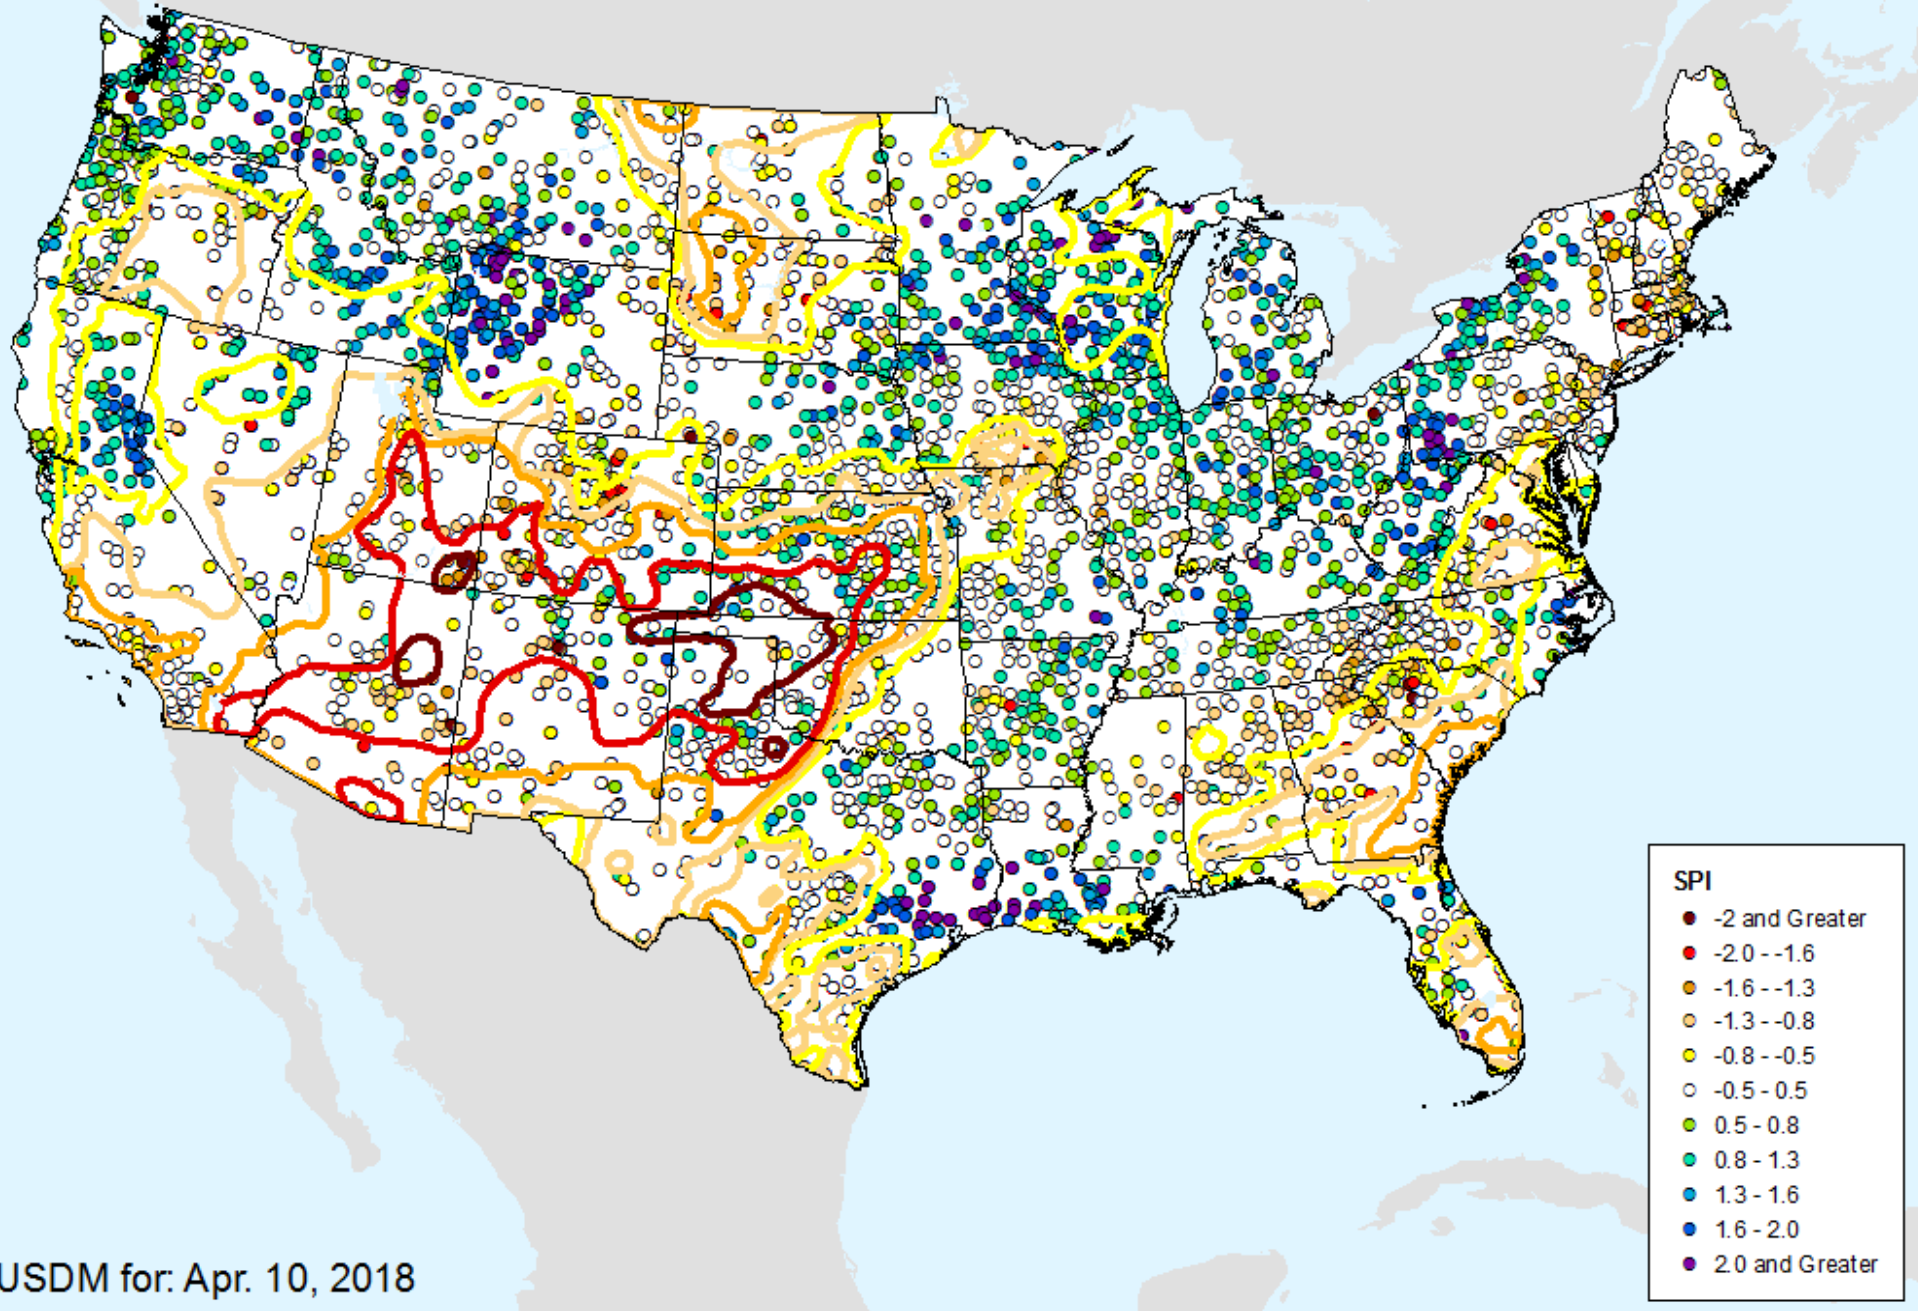 SPI
-2 and Greater
-2.0 - -1.6
-1.6 - -1.3
-1.3 - -0.8
-0.8 - -0.5
-0.5 - 0.5
0.5 - 0.8
0.8 - 1.3
1.3 - 1.6
1.6 - 2.0
2.0 and Greater
USDM for: Apr. 10, 2018